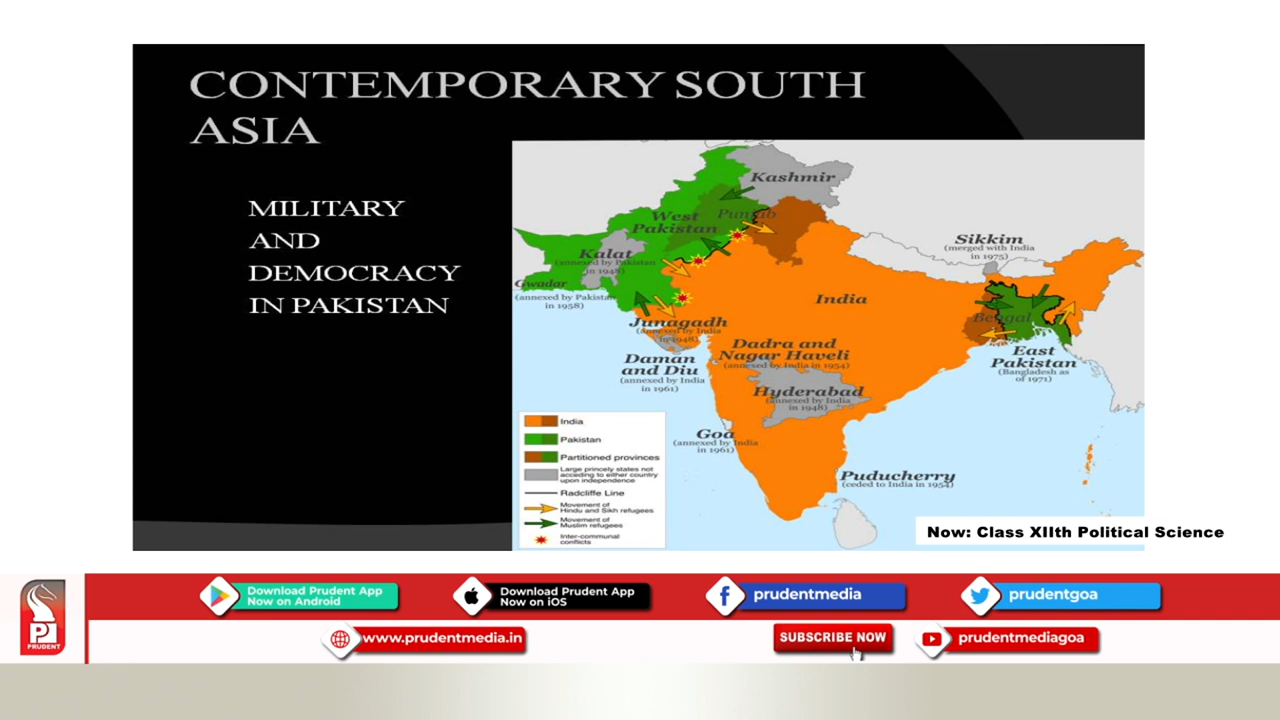 CONTEMPORARY SOUTH
ASIA
MILITARY
AND
DEMOCRACY
IN PAKISTAN
Kashmir
Punjab
West
Pakistan
Kalat
(annexed by Pakistan
in 1948)
Gwadar
(annexed by Pakistan
in 1958)
Sikkim
(merged with India
in 1975)
India
Bengal
Junagadh
(annexed by India
in 1948)
Daman
and Diu
(annexed by India
in 1961)
Dadra and
Nagar Haveli
(annexed by India in 1954)
East
Pakistan
(Bangladesh as
of 1971)
Hyderabad
(annexed by India
in 1948)
Goa
(annexed by India
in 1961)
Puducherry
(ceded to India in 1954)
India
Pakistan
Partitioned provinces
Large princely states not
acceding to either country
upon independence
Radcliffe Line
Movement of
Hindu and Sikh refugees
Movement of
Muslim refugees
Inter-communal
conflicts
Now: Class XIIth Political Science
PRUDENT
Download Prudent App
Now on Android
Download Prudent App
Now on iOS
prudentmedia
prudentgoa
www.prudentmedia.in
SUBSCRIBE NOW
prudentmediagoa